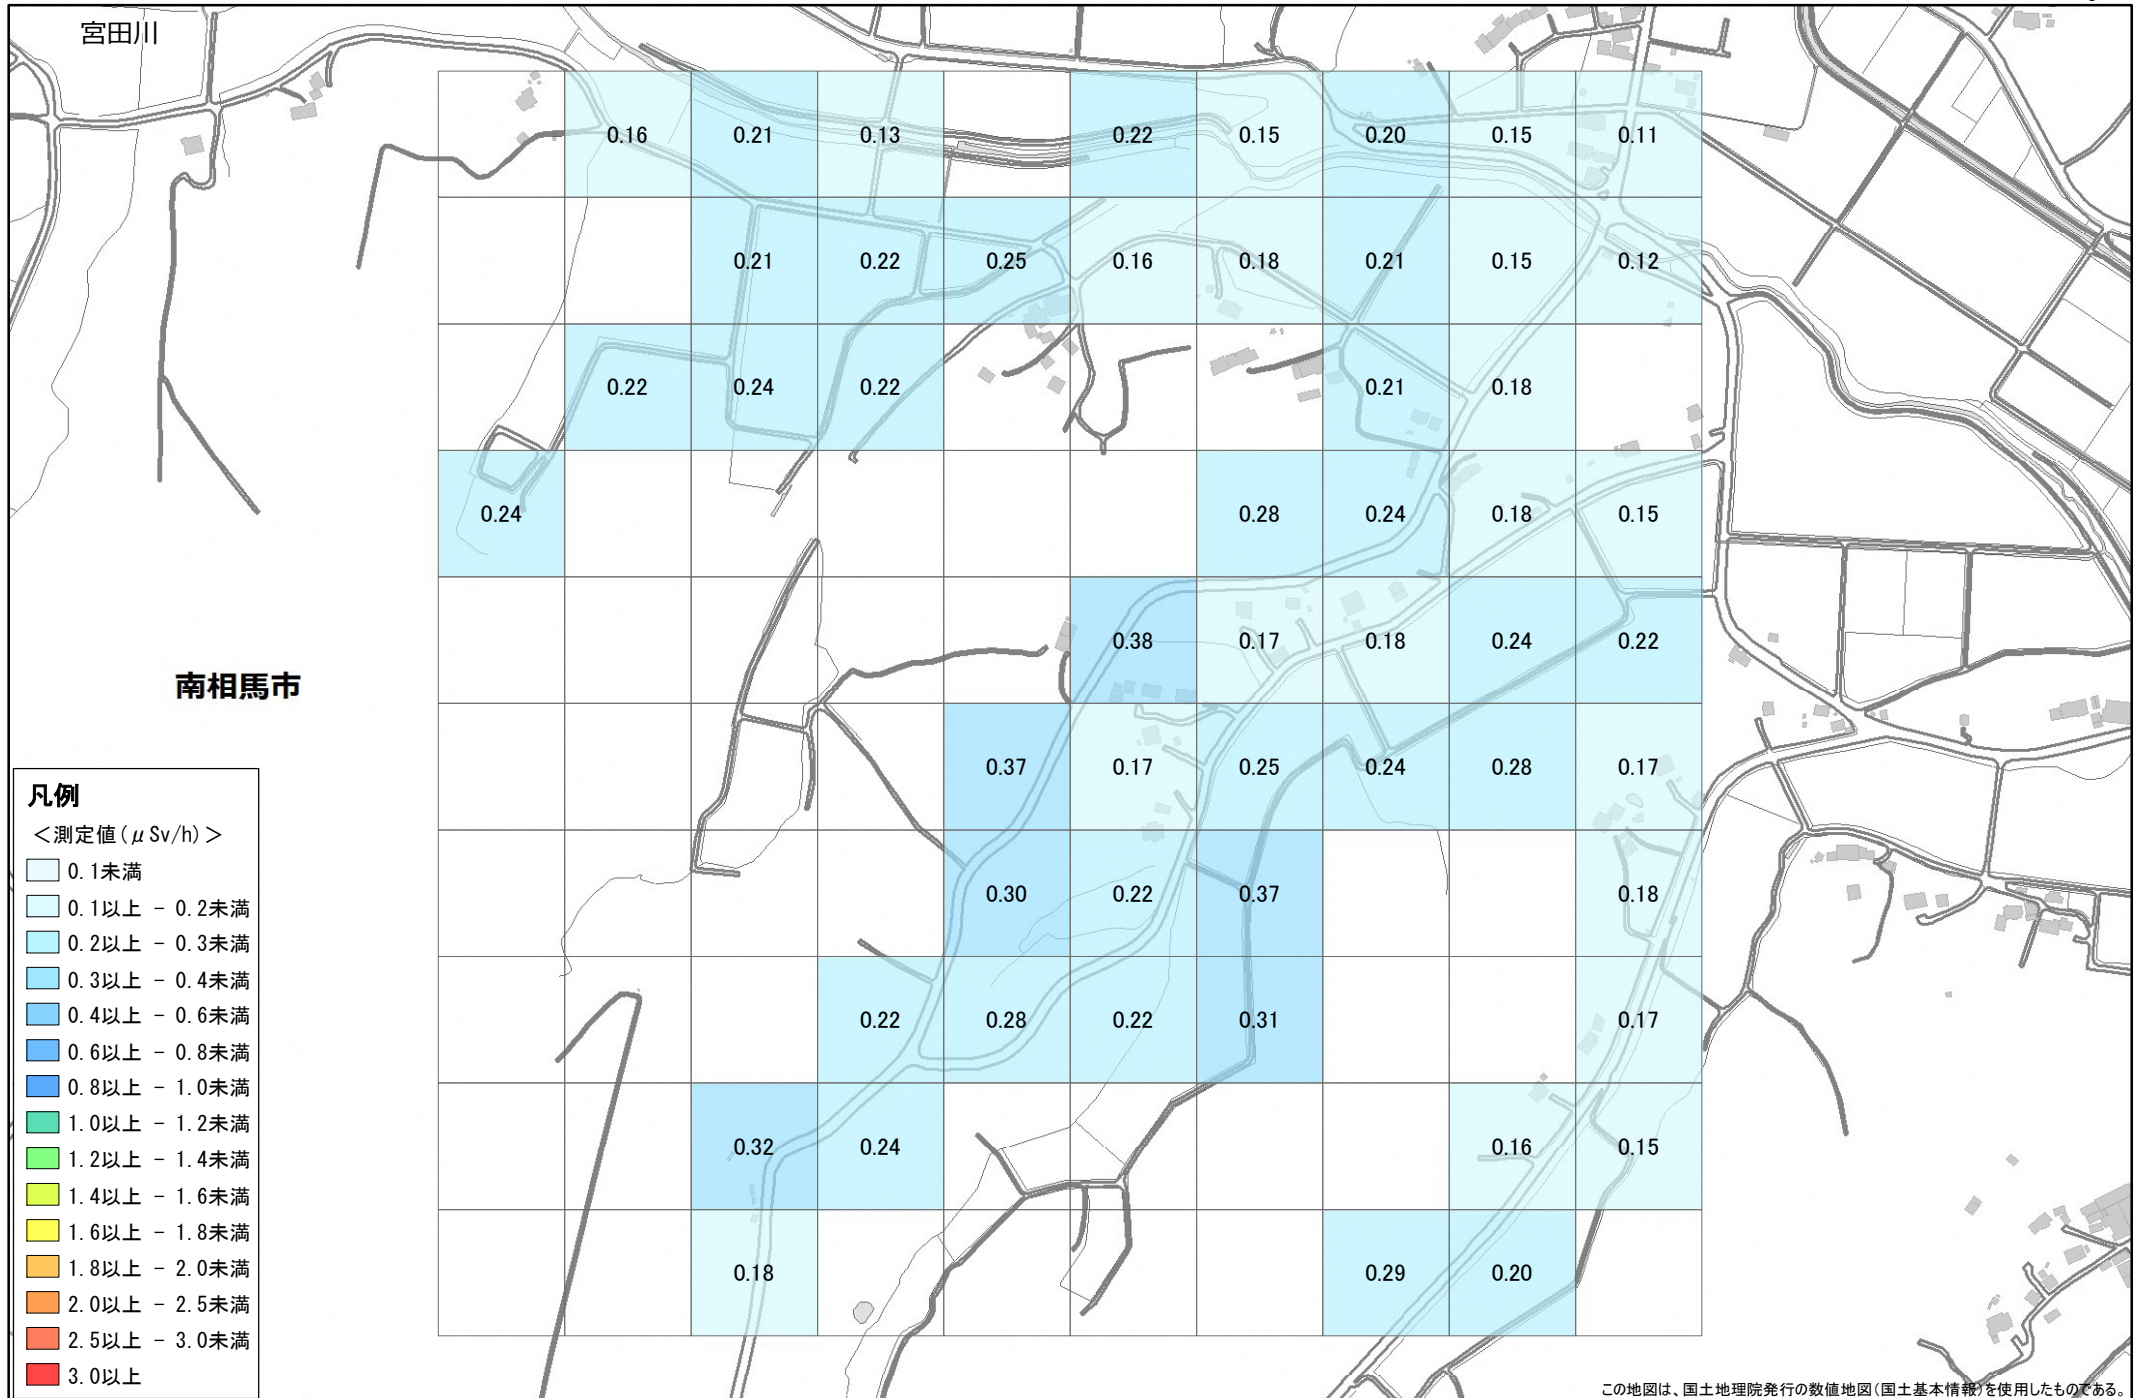 宮田川
0.16 0.21 0.13 0.22 0.15 0.20 0.15 0.11
0.21 0.22 0.25 0.16 0.18 0.21 0.15 0.12
0.22 0.24 0.22 0.21 0.18
0.24 0.28 0.24 0.18 0.15
0.38 0.17 0.18 0.24 0.22
南相馬市
0.37 0.17 0.25 0.24 0.28 0.17
0.30 0.22 0.37 0.18
0.22 0.28 0.22 0.31 0.17
0.32 0.24 0.16 0.15
0.18 0.29 0.20
凡例
＜測定値(μSv/h)＞
0.1未満
0.1以上 － 0.2未満
0.2以上 － 0.3未満
0.3以上 － 0.4未満
0.4以上 － 0.6未満
0.6以上 － 0.8未満
0.8以上 － 1.0未満
1.0以上 － 1.2未満
1.2以上 － 1.4未満
1.4以上 － 1.6未満
1.6以上 － 1.8未満
1.8以上 － 2.0未満
2.0以上 － 2.5未満
2.5以上 － 3.0未満
3.0以上
この地図は、国土地理院発行の数値地図(国土基本情報)を使用したものである。